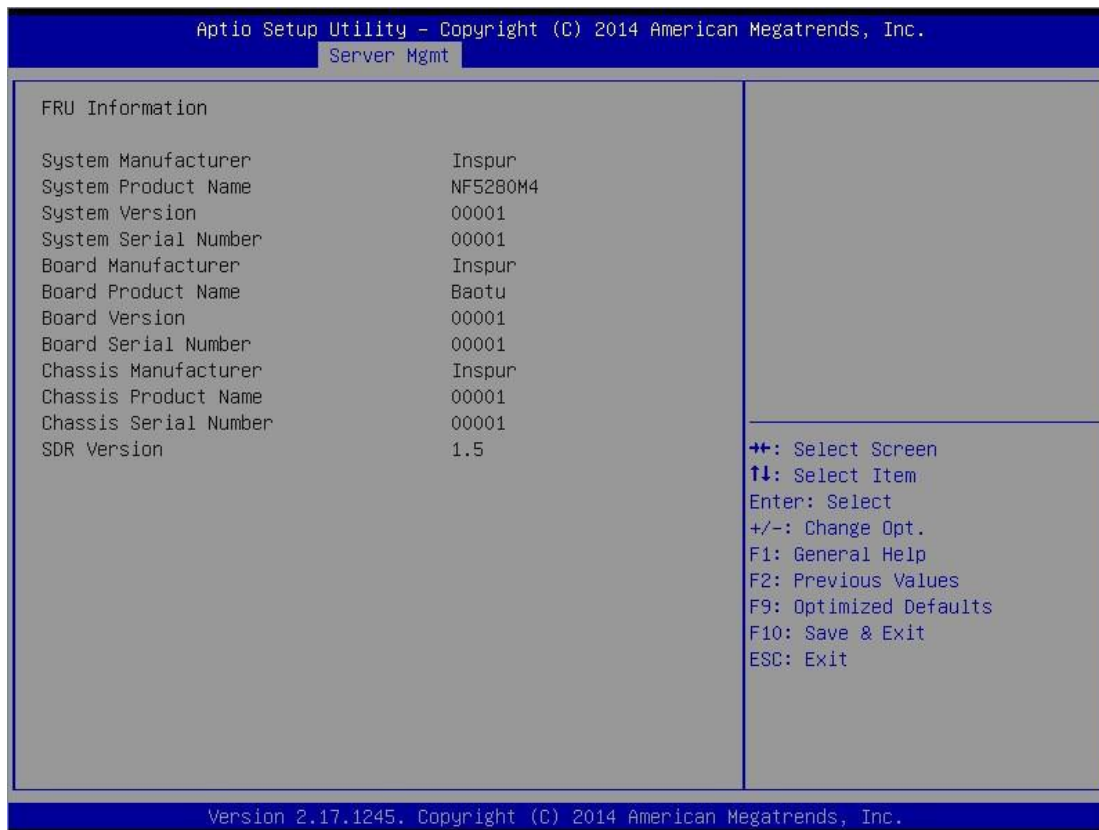 Aptio Setup Utility – Copyright (C) 2014 American Megatrends, Inc.
Server Mgmt
FRU Information
System Manufacturer Inspur
System Product Name NF5280M4
System Version 00001
System Serial Number 00001
Board Manufacturer Inspur
Board Product Name Baotu
Board Version 00001
Board Serial Number 00001
Chassis Manufacturer Inspur
Chassis Product Name 00001
Chassis Serial Number 00001
SDR Version 1.5
→←: Select Screen
↑↓: Select Item
Enter: Select
+/-: Change Opt.
F1: General Help
F2: Previous Values
F9: Optimized Defaults
F10: Save & Exit
ESC: Exit
Version 2.17.1245. Copyright (C) 2014 American Megatrends, Inc.